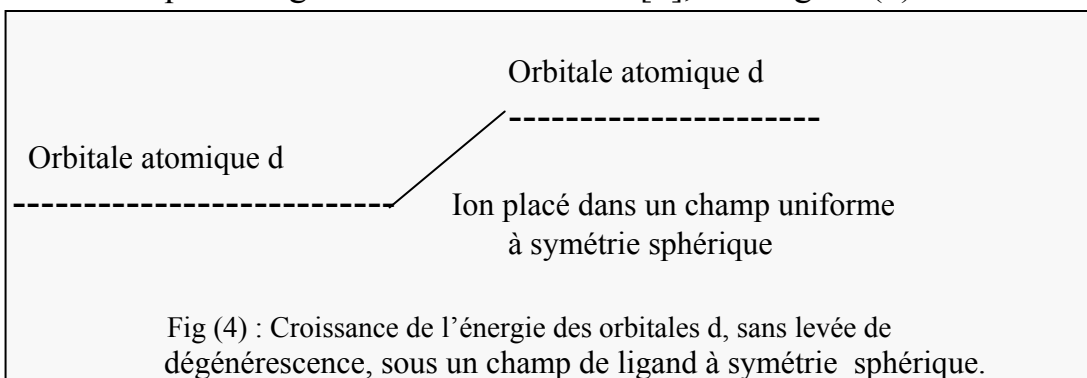 Orbitale atomique d
Orbitale atomique d
Ion placé dans un champ uniforme
à symétrie sphérique
Fig (4) : Croissance de l’énergie des orbitales d, sans levée de
dégénérescence, sous un champ de ligand à symétrie sphérique.